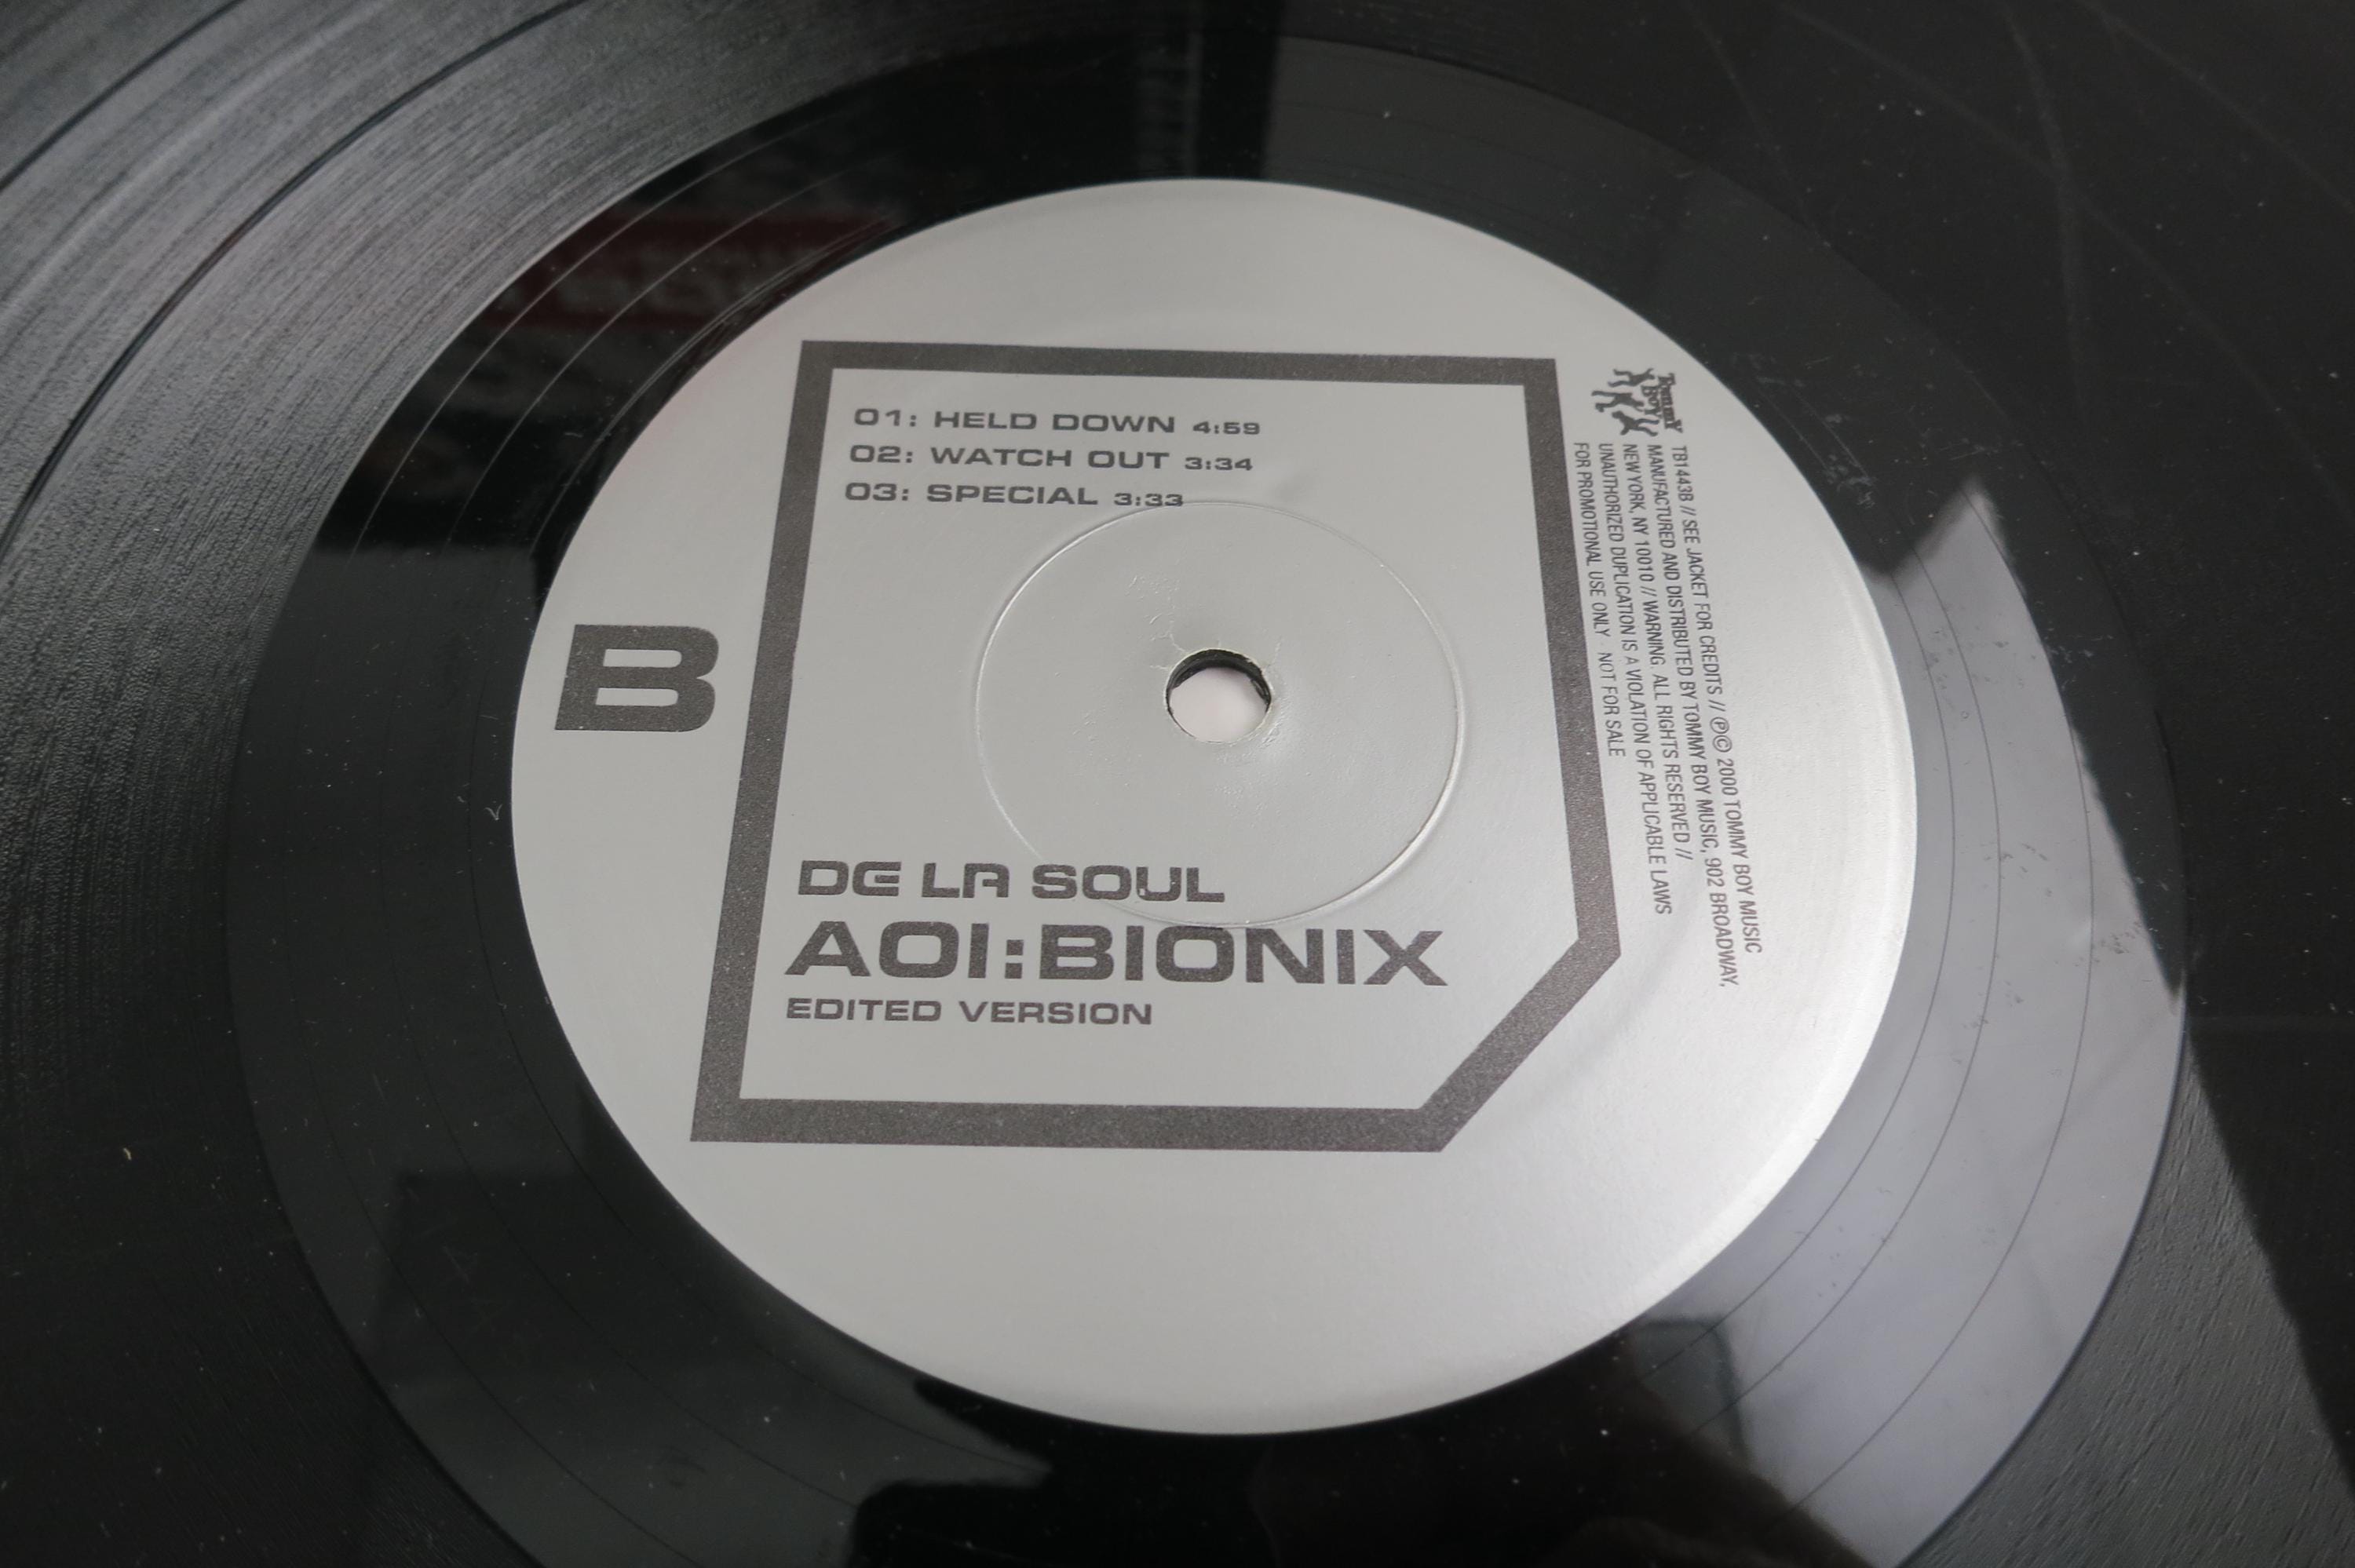 01: HELD DOWN 4:59
02: WATCH OUT 3:34
03: SPECIAL 3:33
B
DE LA SOUL
AOI:BIONIX
EDITED VERSION
Tommy
BOY
TB1443B // SEE JACKET FOR CREDITS // ℗© 2000 TOMMY BOY MUSIC
MANUFACTURED AND DISTRIBUTED BY TOMMY BOY MUSIC, 902 BROADWAY,
NEW YORK, NY 10010 // WARNING. ALL RIGHTS RESERVED //
UNAUTHORIZED DUPLICATION IS A VIOLATION OF APPLICABLE LAWS
FOR PROMOTIONAL USE ONLY NOT FOR SALE